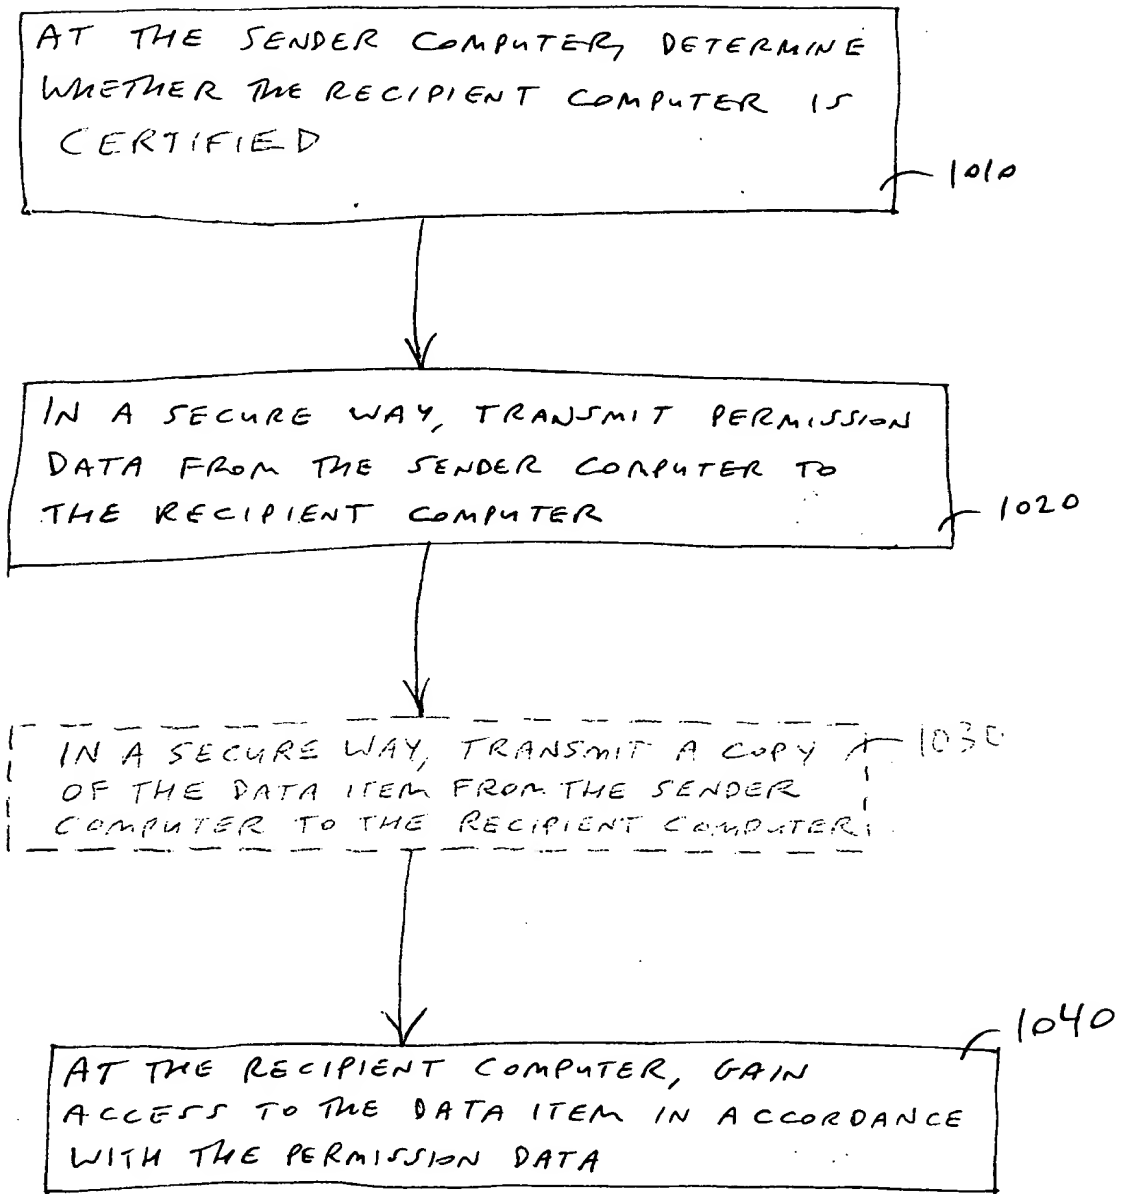 AT THE SENDER COMPUTER, DETERMINE
WHETHER THE RECIPIENT COMPUTER IS
CERTIFIED
1010
IN A SECURE WAY, TRANSMIT PERMISSION
DATA FROM THE SENDER COMPUTER TO
THE RECIPIENT COMPUTER
1020
IN A SECURE WAY, TRANSMIT A COPY
1030
OF THE DATA ITEM FROM THE SENDER
COMPUTER TO THE RECIPIENT COMPUTER
1040
AT THE RECIPIENT COMPUTER, GAIN
ACCESS TO THE DATA ITEM IN ACCORDANCE
WITH THE PERMISSION DATA